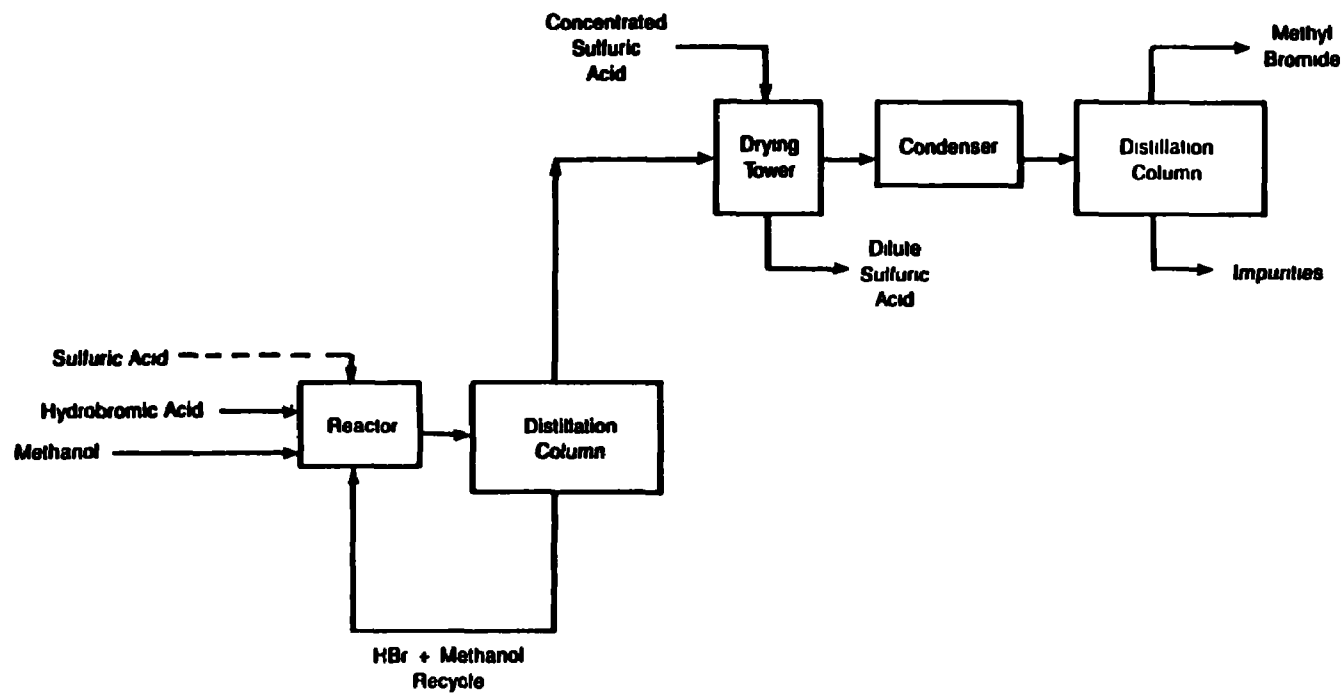 Concentrated
Sulfuric
Acid
Methyl
Bromide
Drying
Tower
Condenser
Distillation
Column
Dilute
Sulfuric
Acid
Impurities
Sulfuric Acid
Hydrobromic Acid
Methanol
Reactor
Distillation
Column
HBr + Methanol
Recycle